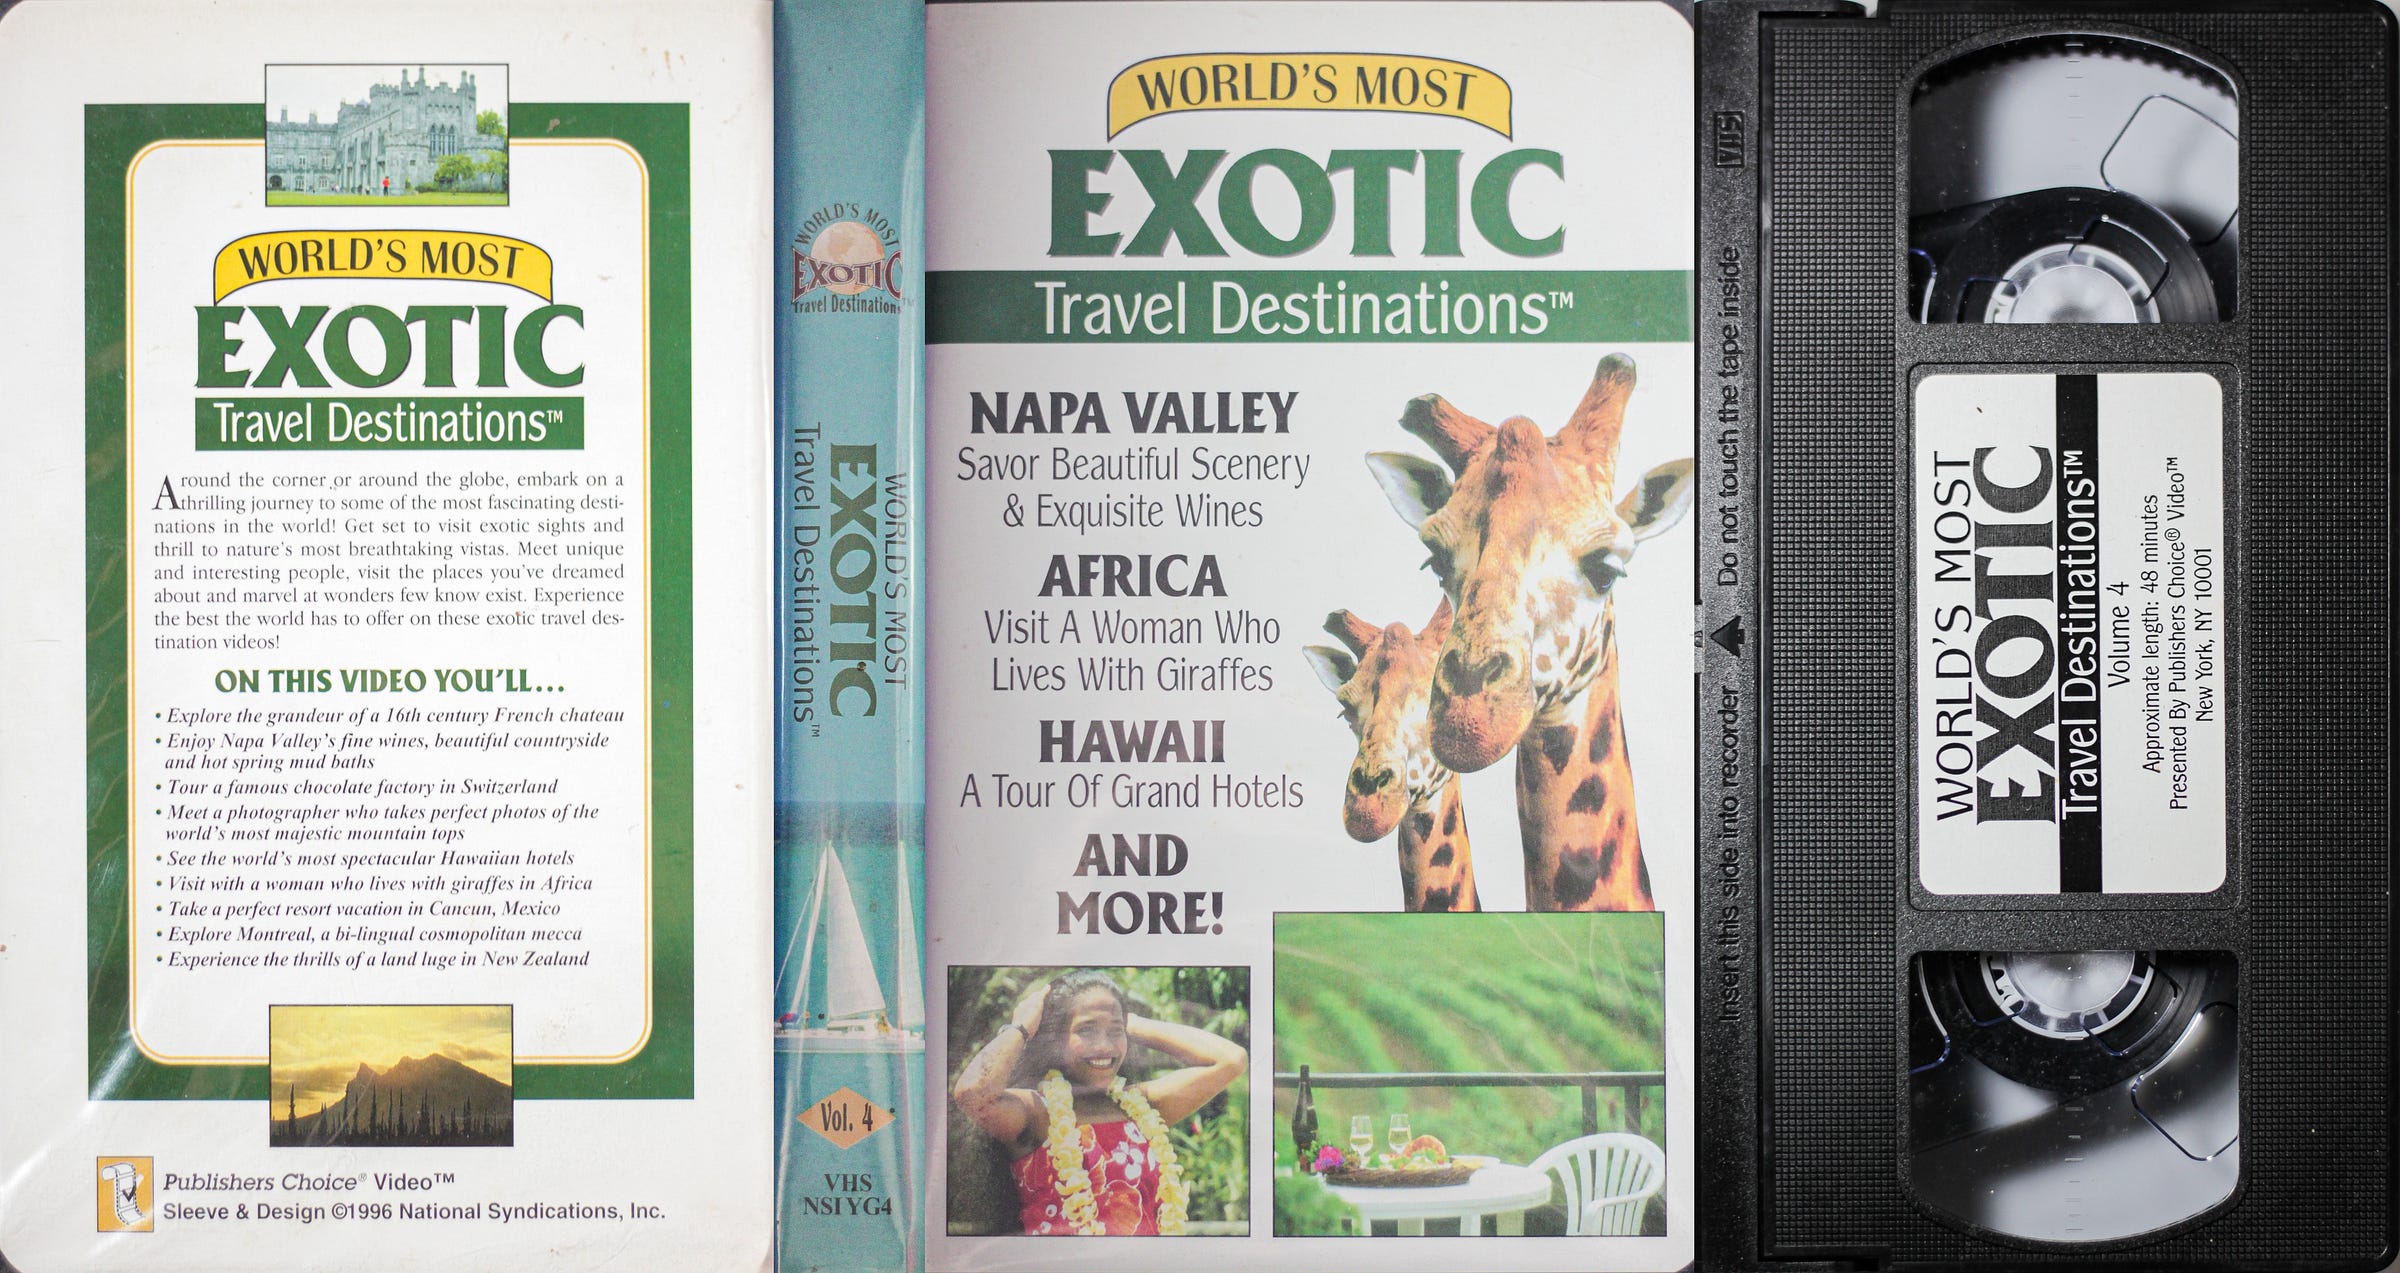 WORLD'S MOST
EXOTIC
Travel Destinations™
Around the corner or around the globe, embark on a
thrilling journey to some of the most fascinating desti-
nations in the world! Get set to visit exotic sights and
thrill to nature's most breathtaking vistas. Meet unique
and interesting people, visit the places you've dreamed
about and marvel at wonders few know exist. Experience
the best the world has to offer on these exotic travel des-
tination videos!
ON THIS VIDEO YOU'LL...
• Explore the grandeur of a 16th century French chateau
• Enjoy Napa Valley's fine wines, beautiful countryside
and hot spring mud baths
• Tour a famous chocolate factory in Switzerland
• Meet a photographer who takes perfect photos of the
world's most majestic mountain tops
• See the world's most spectacular Hawaiian hotels
• Visit with a woman who lives with giraffes in Africa
• Take a perfect resort vacation in Cancun, Mexico
• Explore Montreal, a bi-lingual cosmopolitan mecca
• Experience the thrills of a land luge in New Zealand
Publishers Choice® Video™
Sleeve & Design ©1996 National Syndications, Inc.
WORLD'S MOST
EXOTIC
Travel Destinations™
WORLD'S MOST
EXOTIC
Travel Destinations™
Vol. 4
VHS
NSIYG4
WORLD'S MOST
EXOTIC
Travel Destinations™
NAPA VALLEY
Savor Beautiful Scenery
& Exquisite Wines
AFRICA
Visit A Woman Who
Lives With Giraffes
HAWAII
A Tour Of Grand Hotels
AND
MORE!
VHS
Insert this side into recorder ▲ Do not touch the tape inside
WORLD'S MOST
EXOTIC
Travel Destinations™
Volume 4
Approximate length: 48 minutes
Presented By Publishers Choice® Video™
New York, NY 10001